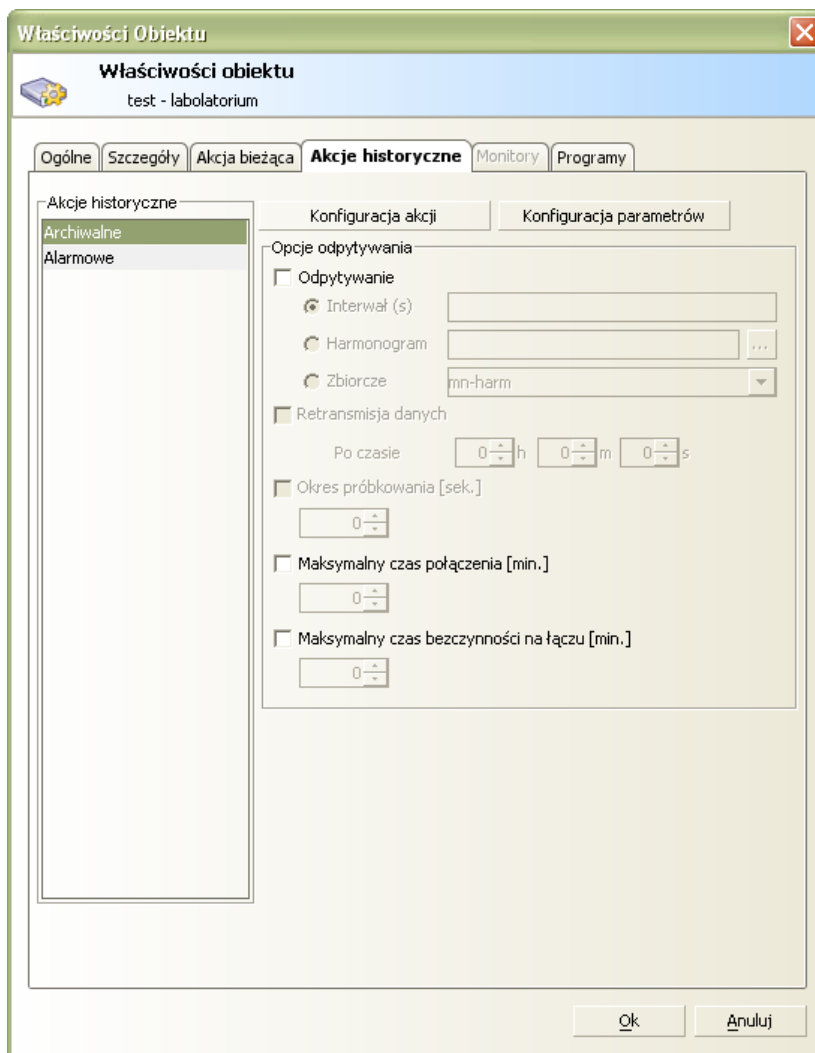 Właściwości Obiektu
Właściwości obiektu
test - labolatorium
Ogólne Szczegóły Akcja bieżąca Akcje historyczne Monitory Programy
Akcje historyczne
Archiwalne
Alarmowe
Konfiguracja akcji Konfiguracja parametrów
Opcje odpytywania
Odpytywanie
Interwał (s)
Harmonogram ...
Zbiorcze mn-harm
Retransmisja danych
Po czasie 0 h 0 m 0 s
Okres próbkowania [sek.]
0
Maksymalny czas połączenia [min.]
0
Maksymalny czas bezczynności na łączu [min.]
0
Ok Anuluj